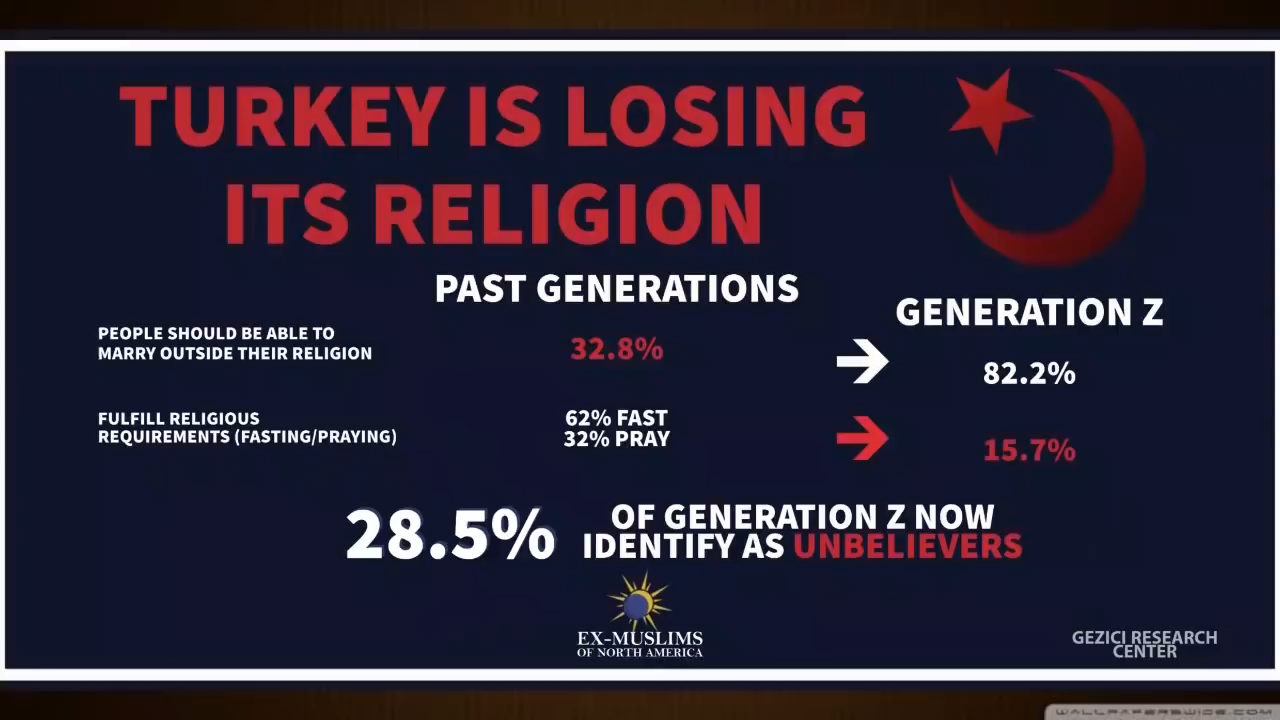 TURKEY IS LOSING
ITS RELIGION
PAST GENERATIONS
GENERATION Z
PEOPLE SHOULD BE ABLE TO
MARRY OUTSIDE THEIR RELIGION
32.8%
82.2%
FULFILL RELIGIOUS
REQUIREMENTS (FASTING/PRAYING)
62% FAST
32% PRAY
15.7%
28.5%
OF GENERATION Z NOW
IDENTIFY AS UNBELIEVERS
EX-MUSLIMS
OF NORTH AMERICA
GEZICI RESEARCH
CENTER
WALLPAPERSWIDE.COM